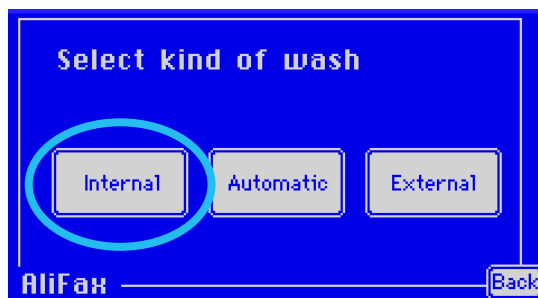 Select kind of wash
Internal Automatic External
AliFax Back